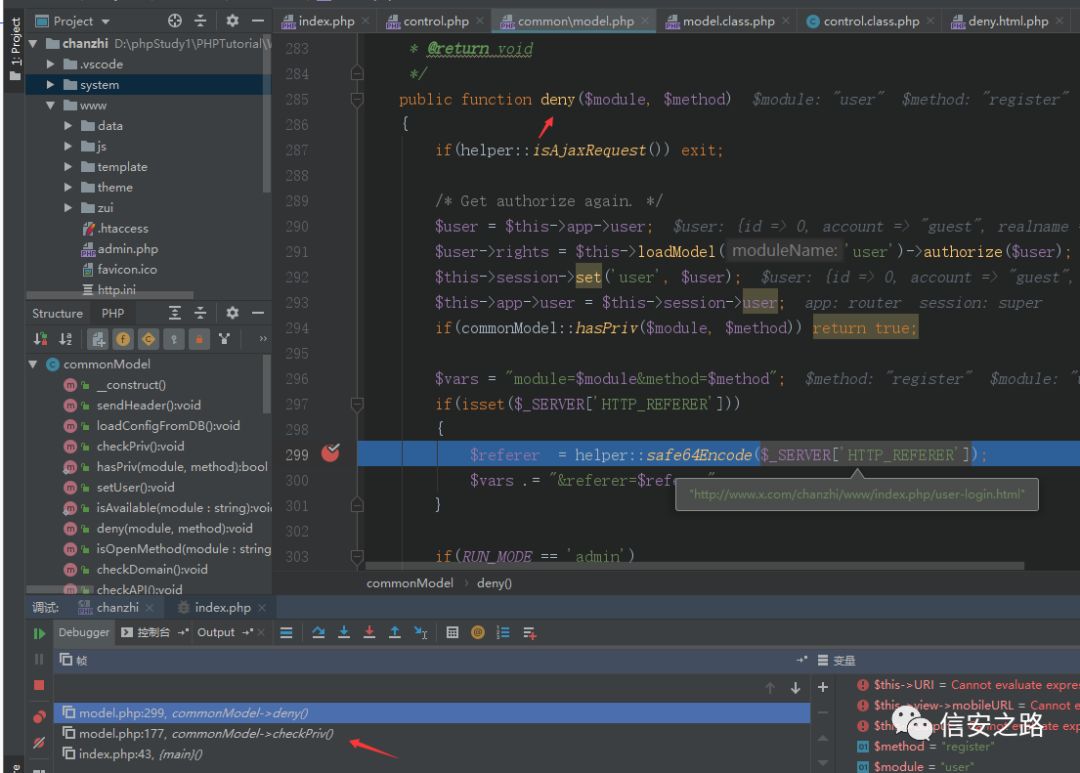 Project
index.php
control.php
common\model.php
model.class.php
control.class.php
deny.html.php
1: Project
chanzhi D:\phpStudy1\PHPTutorial\
.vscode
system
www
data
js
template
theme
zui
.htaccess
admin.php
favicon.ico
http.ini
283 * @return void
284 */
285 public function deny($module, $method) $module: "user" $method: "register"
286 {
287 if(helper::isAjaxRequest()) exit;
288
289 /* Get authorize again. */
290 $user = $this->app->user; $user: {id => 0, account => "guest", realname =
291 $user->rights = $this->loadModel( moduleName: 'user')->authorize($user);
292 $this->session->set('user', $user); $user: {id => 0, account => "guest",
293 $this->app->user = $this->session->user; app: router session: super
294 if(commonModel::hasPriv($module, $method)) return true;
295
296 $vars = "module=$module&method=$method"; $method: "register" $module: "u
297 if(isset($_SERVER['HTTP_REFERER']))
298 {
299 $referer = helper::safe64Encode($_SERVER['HTTP_REFERER']);
300 $vars .= "&referer=$refe
"http://www.x.com/chanzhi/www/index.php/user-login.html"
301 }
302
303 if(RUN_MODE == 'admin')
commonModel › deny()
Structure PHP
commonModel
__construct()
sendHeader():void
loadConfigFromDB():void
checkPriv():void
hasPriv(module, method):bool
setUser():void
isAvailable(module : string):voi
deny(module, method):void
isOpenMethod(module : string
checkDomain():void
checkAPI():void
调试: chanzhi index.php
Debugger 控制台 Output
帧
变量
model.php:299, commonModel->deny()
model.php:177, commonModel->checkPriv()
index.php:43, {main}()
$this->URI = Cannot evaluate expre
$this->view->mobileURL = Cannot e
$method = "register"
$module = "user"
信安之路